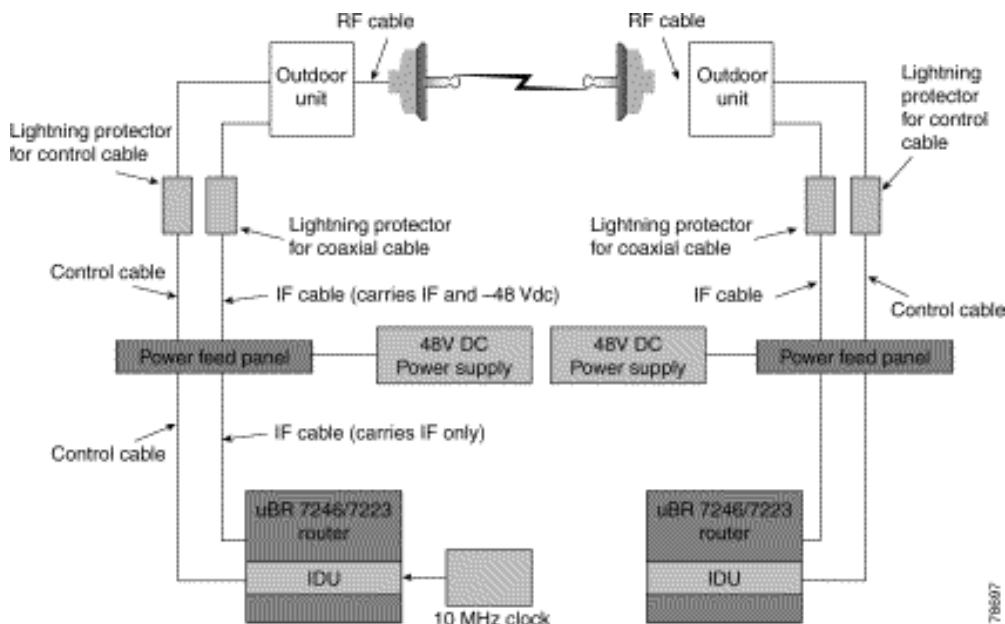 RF cable
RF cable
Outdoor
unit
Outdoor
unit
Lightning
protector
for control
cable
Lightning protector
for control cable
Lightning protector
for coaxial cable
Lightning protector
for coaxial cable
Control cable
IF cable (carries IF and –48 Vdc)
IF cable
Control cable
Power feed panel
48V DC
Power supply
48V DC
Power supply
Power feed panel
Control cable
IF cable (carries IF only)
uBR 7246/7223
router
IDU
10 MHz clock
uBR 7246/7223
router
IDU
78697